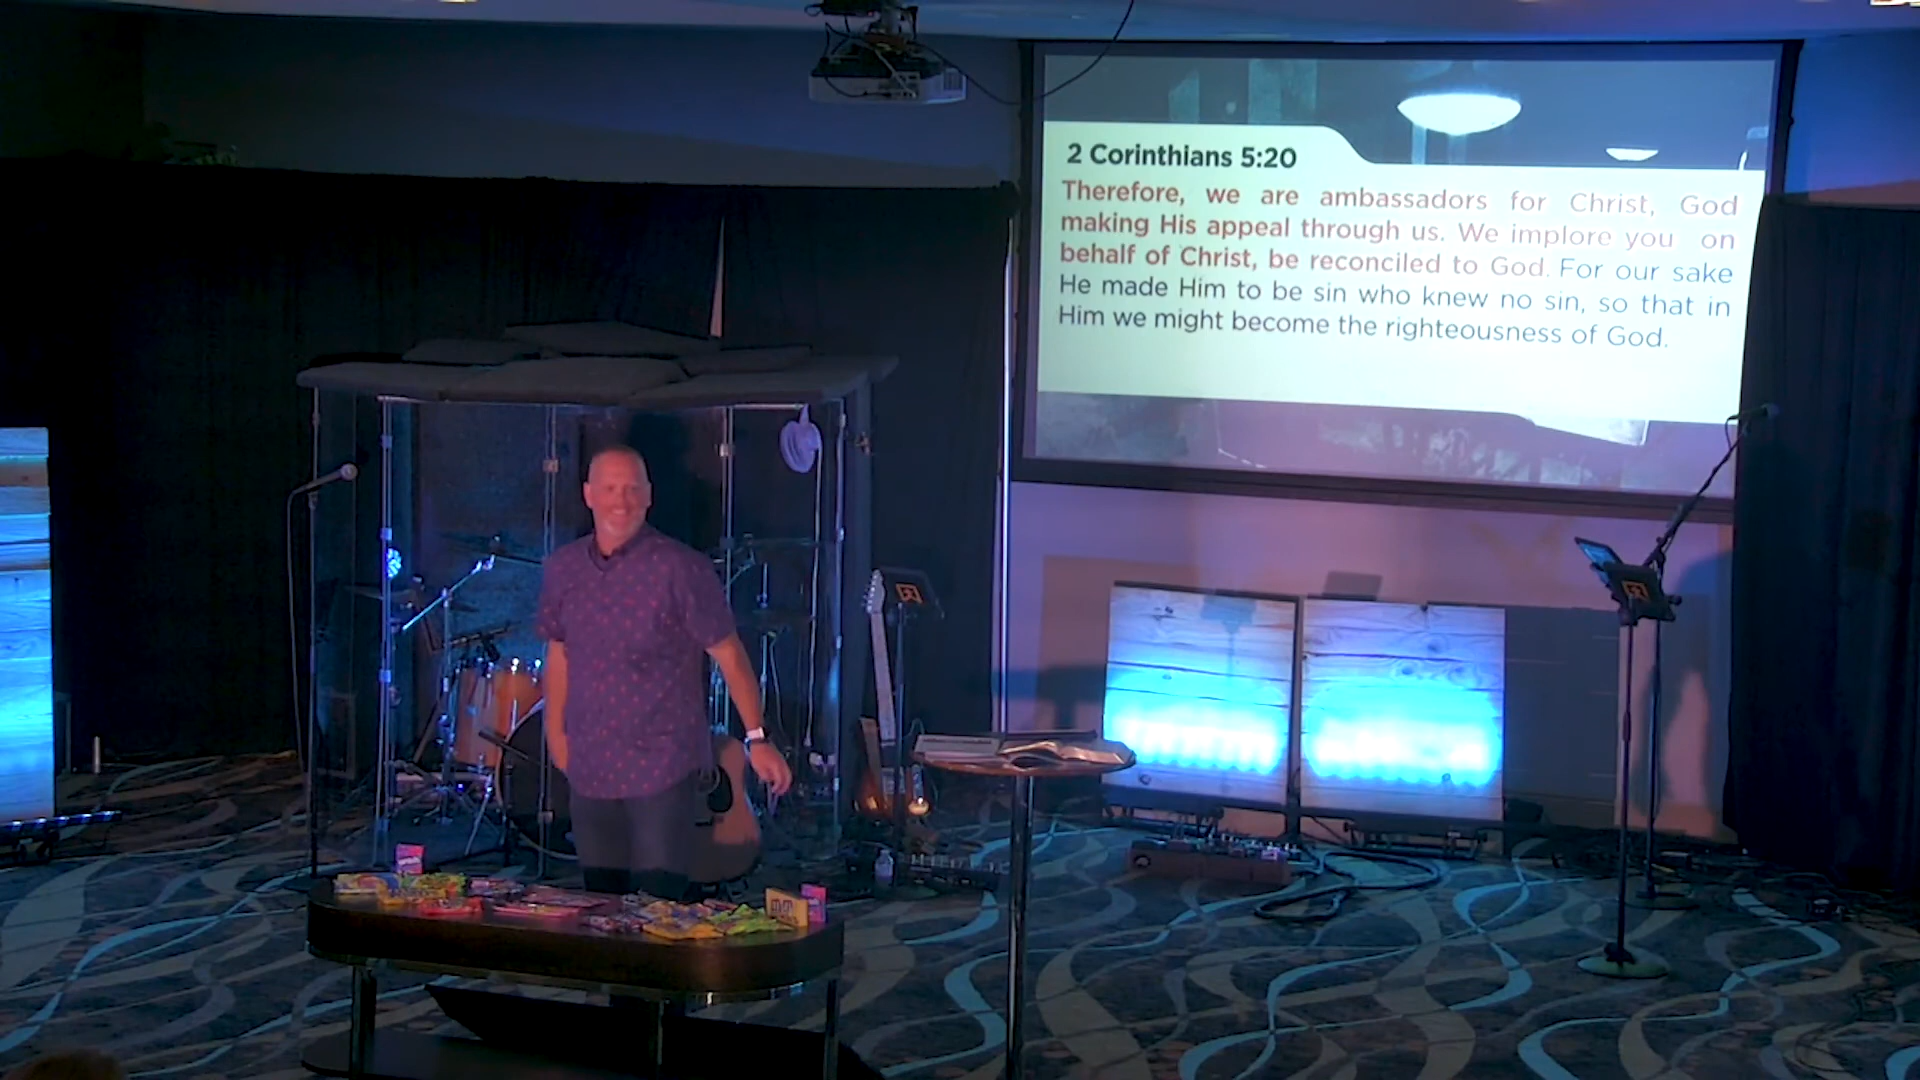 2 Corinthians 5:20
Therefore, we are ambassadors for Christ, God
making His appeal through us. We implore you on
behalf of Christ, be reconciled to God. For our sake
He made Him to be sin who knew no sin, so that in
Him we might become the righteousness of God.